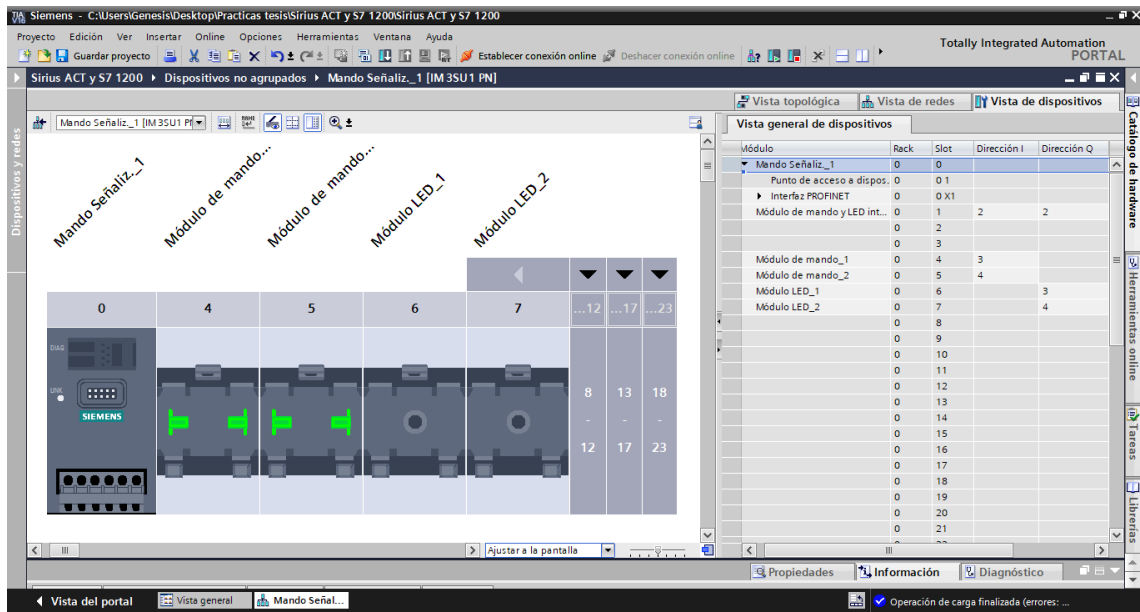 Siemens - C:\Users\Genesis\Desktop\Practicas tesis\Sirius ACT y S7 1200\Sirius ACT y S7 1200
Proyecto Edición Ver Insertar Online Opciones Herramientas Ventana Ayuda
Guardar proyecto Establecer conexión online Deshacer conexión online
Totally Integrated Automation
PORTAL
Sirius ACT y S7 1200 Dispositivos no agrupados Mando Señaliz._1 [IM 3SU1 PN]
Vista topológica Vista de redes Vista de dispositivos
Mando Señaliz._1 [IM 3SU1 PN
Dispositivos y redes
Mando Señaliz._1
Módulo de mando...
Módulo de mando...
Módulo LED_1
Módulo LED_2
0 4 5 6 7 ...12 ...17 ...23
DIAG
LINK
SIEMENS
8 13 18
- - -
12 17 23
Ajustar a la pantalla
Vista general de dispositivos
Módulo Rack Slot Dirección I Dirección Q
Mando Señaliz._1 0 0
Punto de acceso a dispos. 0 0 1
Interfaz PROFINET 0 0 X1
Módulo de mando y LED int... 0 1 2 2
0 2
0 3
Módulo de mando_1 0 4 3
Módulo de mando_2 0 5 4
Módulo LED_1 0 6 3
Módulo LED_2 0 7 4
0 8
0 9
0 10
0 11
0 12
0 13
0 14
0 15
0 16
0 17
0 18
0 19
0 20
0 21
Catálogo de hardware
Herramientas online
Tareas
Librerías
Propiedades Información Diagnóstico
Vista del portal Vista general Mando Señal... Operación de carga finalizada (errores: ...